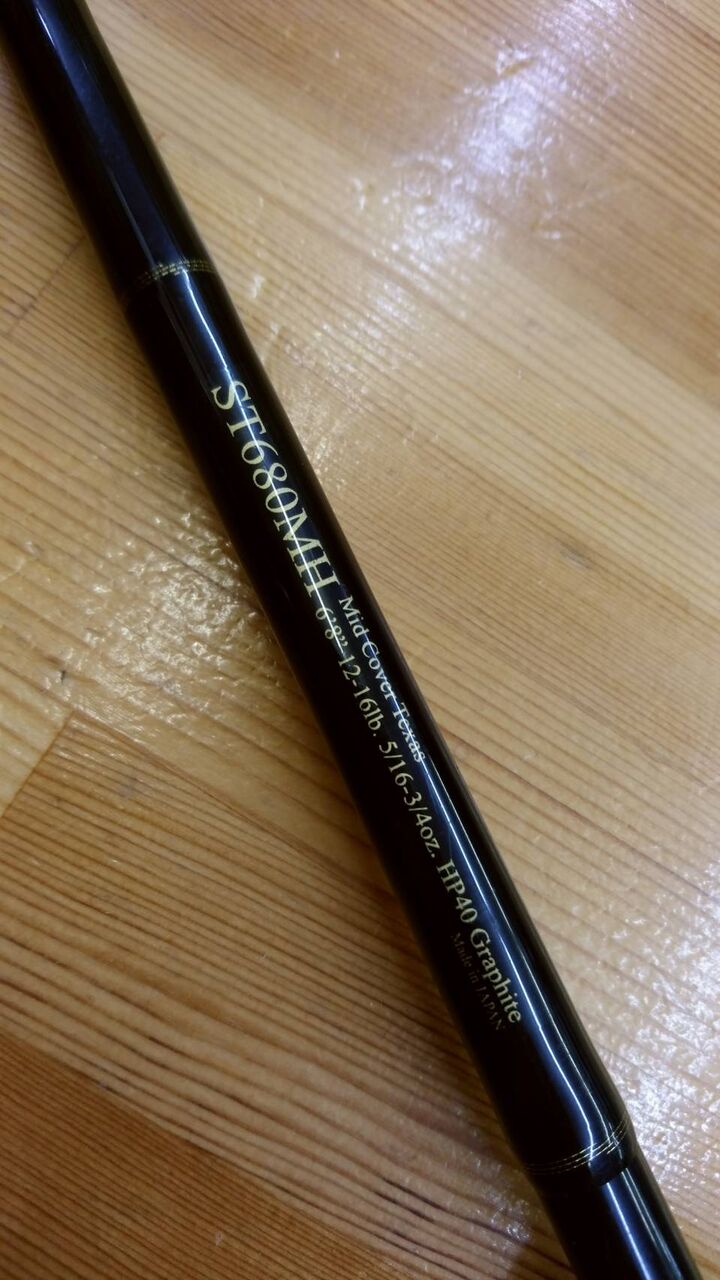 ST680MH
Mid Cover Texas
6'8" 12-16lb. 5/16-3/4oz. HP40 Graphite
Made in JAPAN